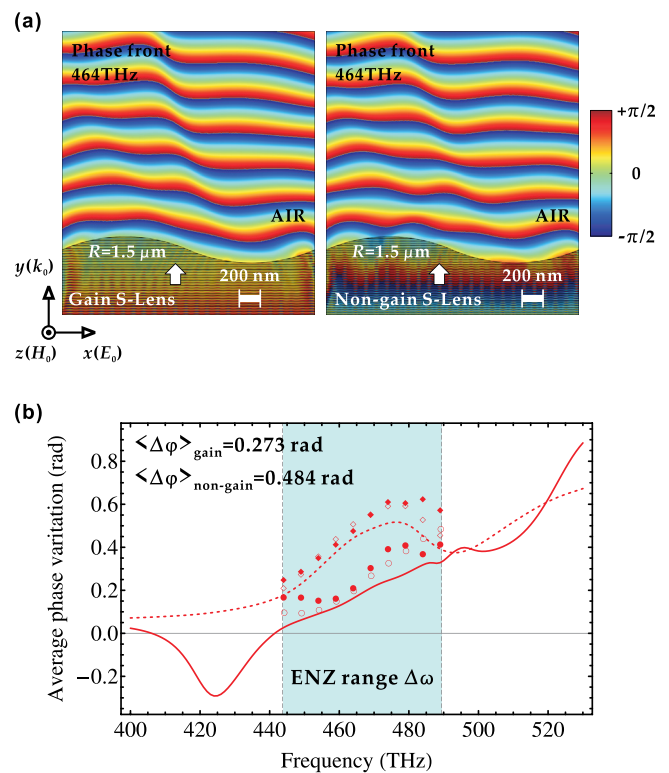 (a)
Phase front
464THz
AIR
R=1.5 μm
200 nm
Gain S-Lens
Phase front
464THz
AIR
R=1.5 μm
200 nm
Non-gain S-Lens
+π/2
0
-π/2
y(k₀)
z(H₀)
x(E₀)
(b)
<Δφ>gain=0.273 rad
<Δφ>non-gain=0.484 rad
Average phase varitation (rad)
0.8
0.6
0.4
0.2
0.0
−0.2
ENZ range Δω
400
420
440
460
480
500
520
Frequency (THz)